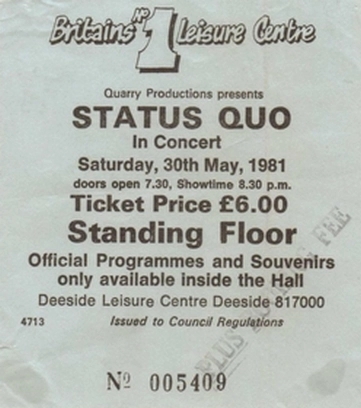 Britains Nº 1 Leisure Centre
Quarry Productions presents
STATUS QUO
In Concert
Saturday, 30th May, 1981
doors open 7.30, Showtime 8.30 p.m.
Ticket Price £6.00
Standing Floor
Official Programmes and Souvenirs
only available inside the Hall
Deeside Leisure Centre Deeside 817000
4713 Issued to Council Regulations
Nº 005409
PLUS FEE